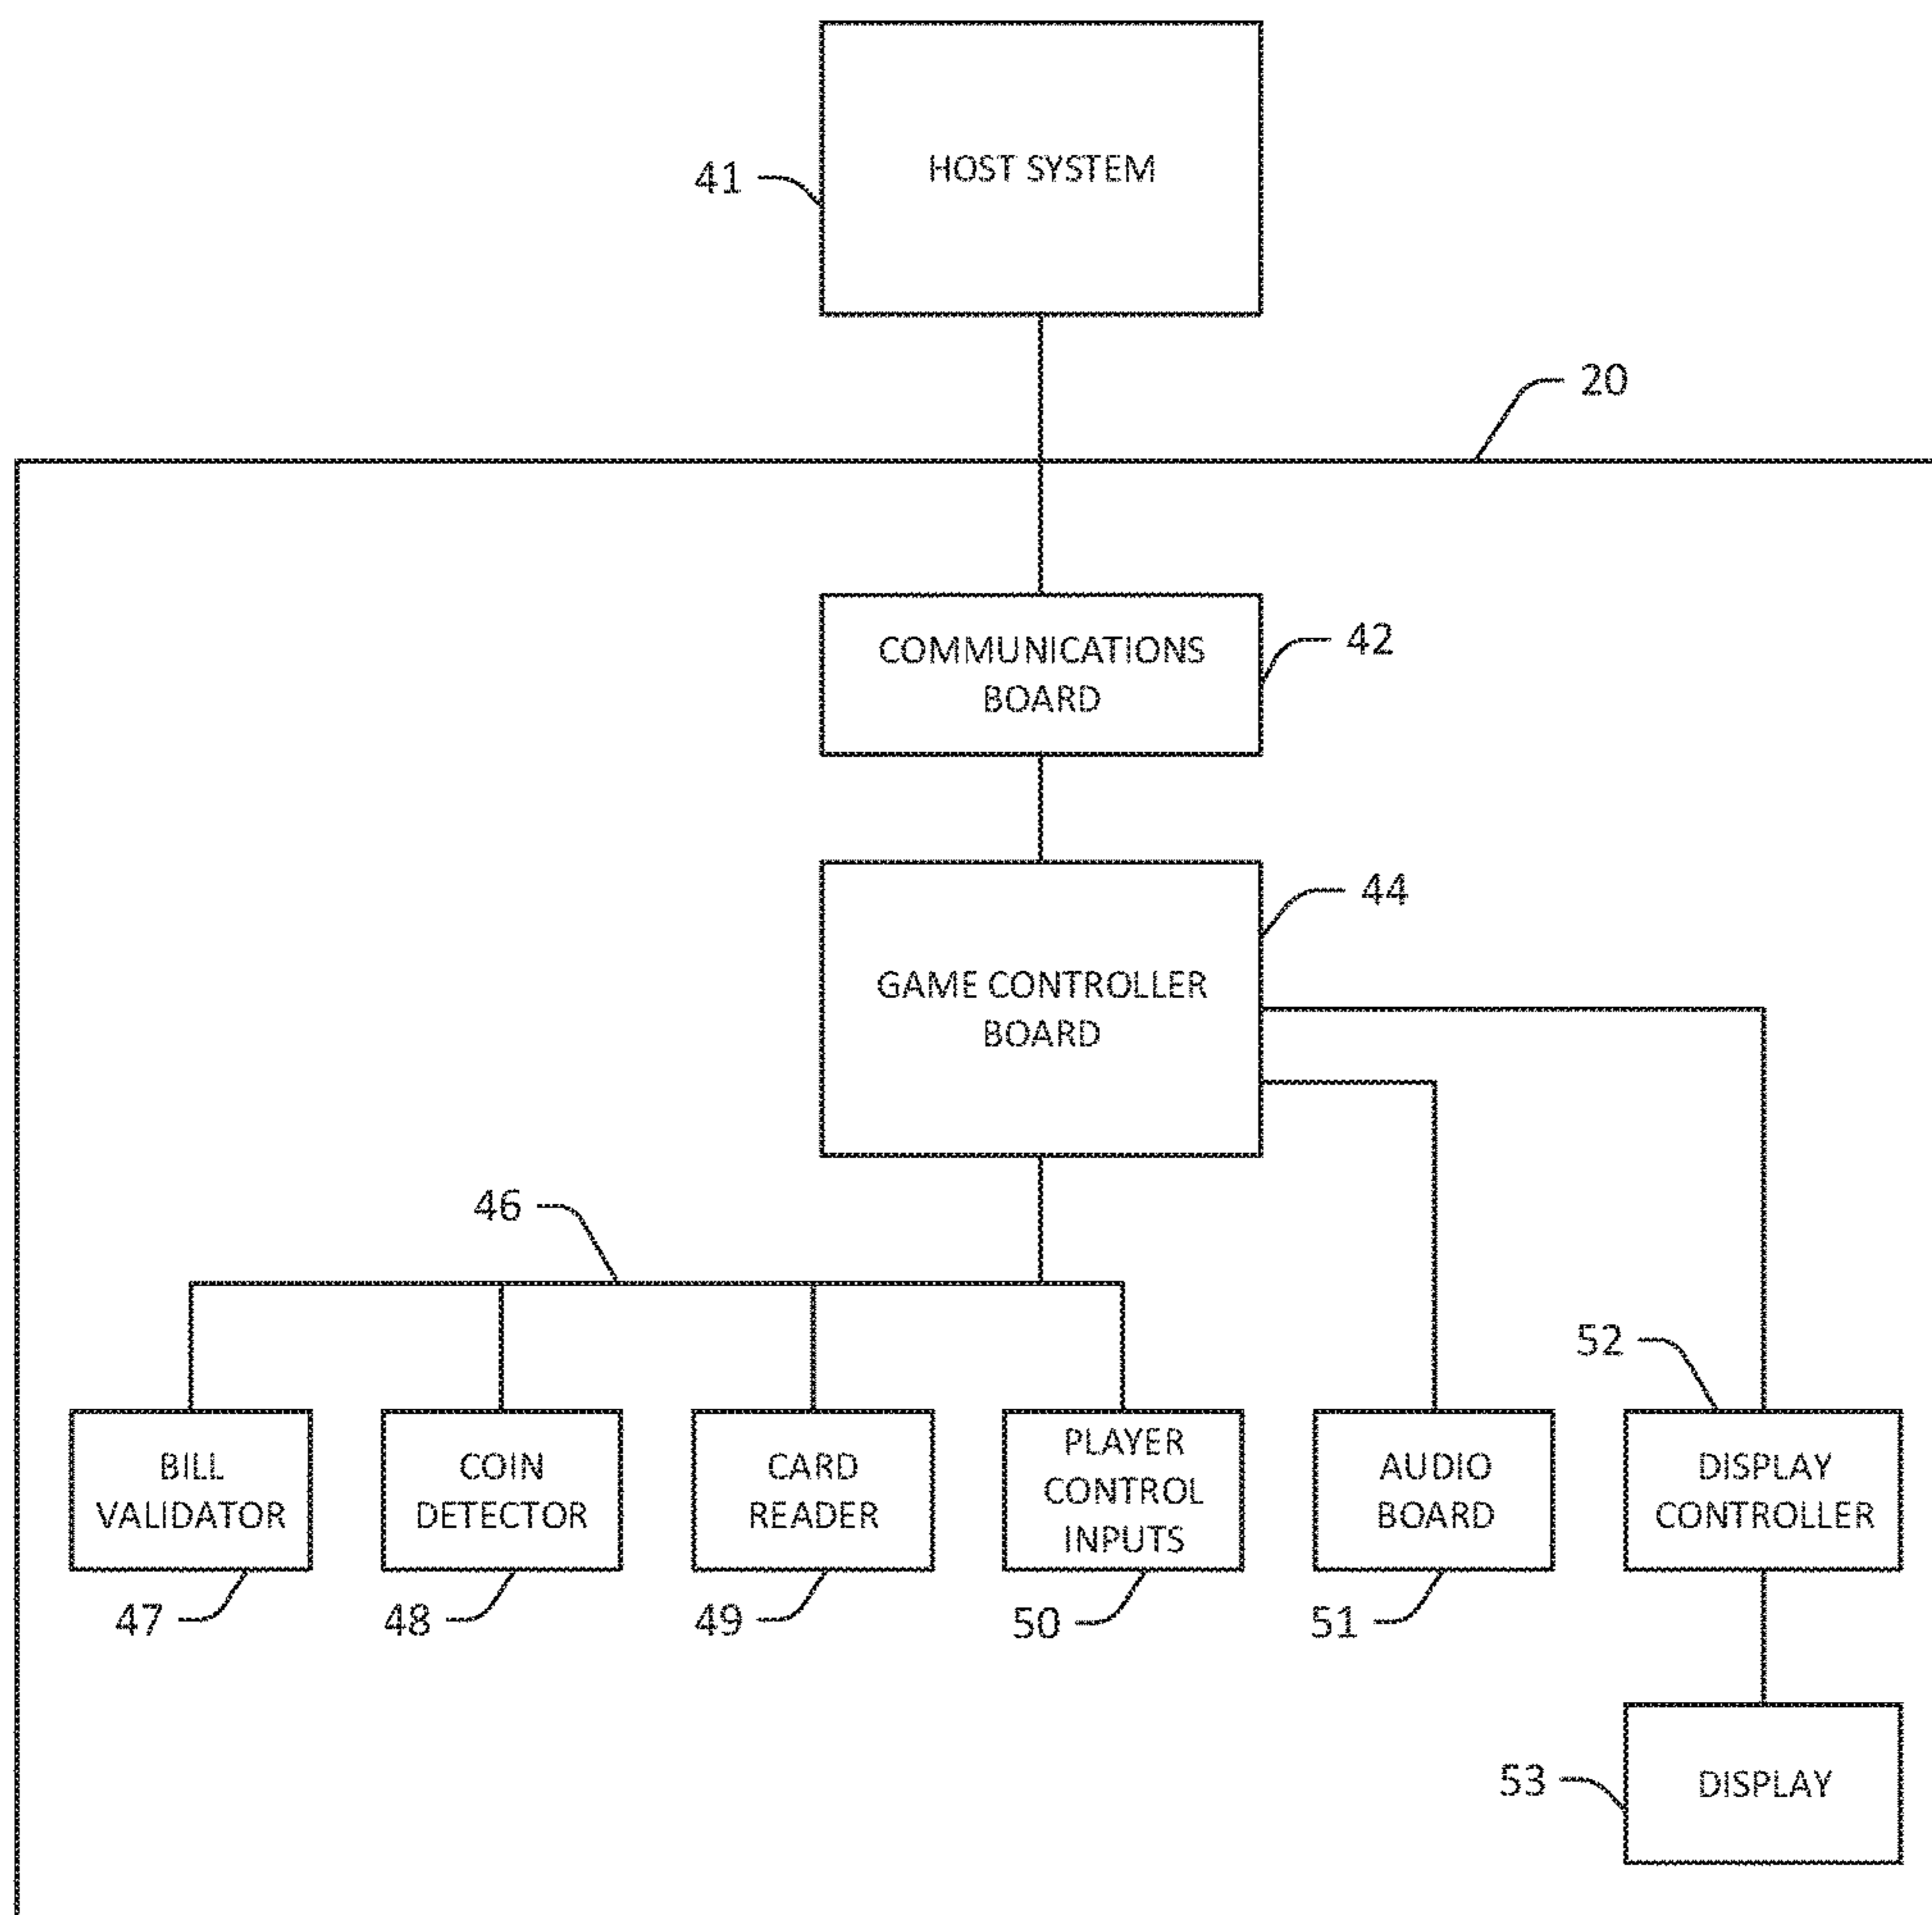 HOST SYSTEM
41
20
COMMUNICATIONS
BOARD
42
GAME CONTROLLER
BOARD
44
46
52
BILL
VALIDATOR
COIN
DETECTOR
CARD
READER
PLAYER
CONTROL
INPUTS
AUDIO
BOARD
DISPLAY
CONTROLLER
47
48
49
50
51
53
DISPLAY